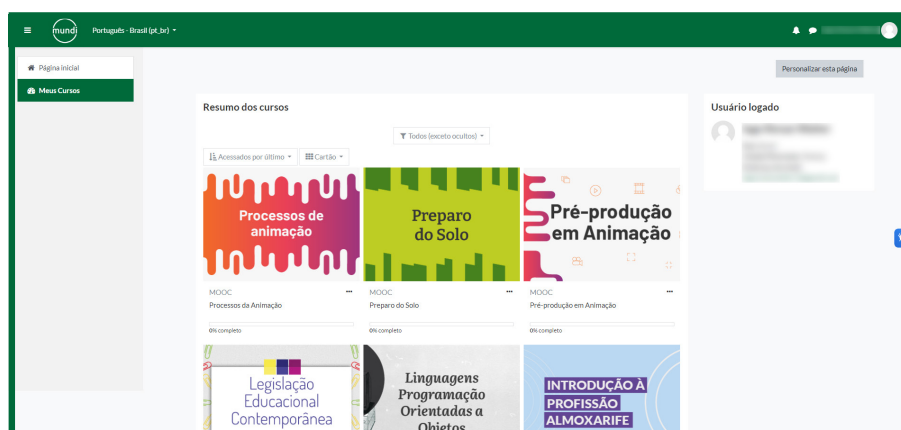 mundi
Português - Brasil (pt_br)
Página inicial
Meus Cursos
Personalizar esta página
Resumo dos cursos
Usuário logado
Todos (exceto ocultos)
Acessados por último
Cartão
Processos de
animação
Preparo
do Solo
Pré-produção
em Animação
MOOC
Processos da Animação
0% completo
MOOC
Preparo do Solo
0% completo
MOOC
Pré-produção em Animação
0% completo
Legislação
Educacional
Contemporânea
Linguagens
Programação
Orientadas a
Objetos
INTRODUÇÃO À
PROFISSÃO
ALMOXARIFE